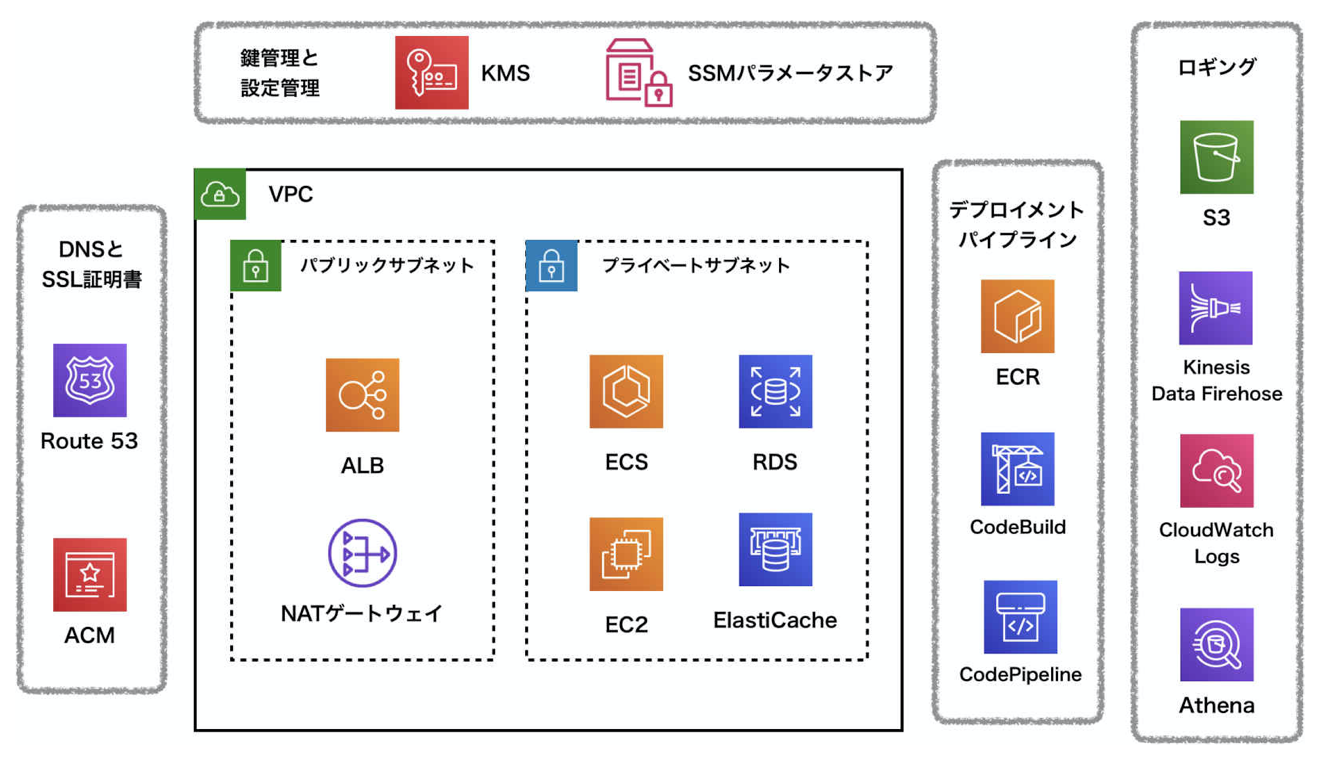 鍵管理と
設定管理
KMS
SSMパラメータストア
ロギング
S3
Kinesis
Data Firehose
CloudWatch
Logs
Athena
DNSと
SSL証明書
53
Route 53
ACM
VPC
パブリックサブネット
ALB
NATゲートウェイ
プライベートサブネット
ECS
RDS
EC2
ElastiCache
デプロイメント
パイプライン
ECR
</>
CodeBuild
</>
CodePipeline